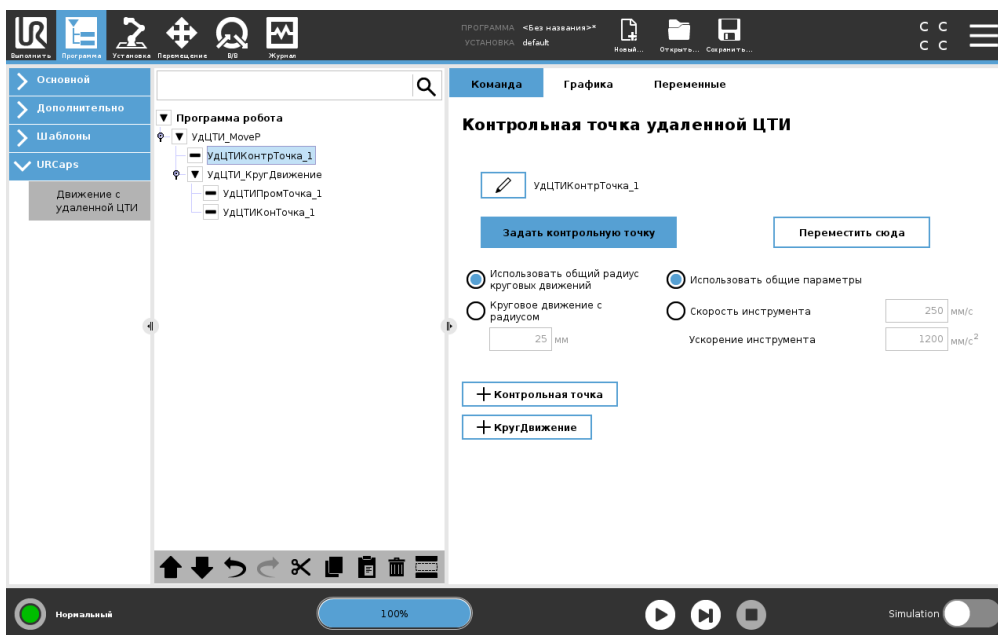 ПРОГРАММА <Без названия>*
УСТАНОВКА default
Выполнить
Программа
Установка
Перемещение
В/В
Журнал
Новый...
Открыть...
Сохранить...
C C
C C
Основной
Дополнительно
Шаблоны
URCaps
Движение с
удаленной ЦТИ
Программа робота
УдЦТИ_MoveP
УдЦТИКонтрТочка_1
УдЦТИ_КругДвижение
УдЦТИПромТочка_1
УдЦТИКонТочка_1
Команда
Графика
Переменные
Контрольная точка удаленной ЦТИ
УдЦТИКонтрТочка_1
Задать контрольную точку
Переместить сюда
Использовать общий радиус
круговых движений
Круговое движение с
радиусом
25 мм
Использовать общие параметры
Скорость инструмента 250 мм/с
Ускорение инструмента 1200 мм/с²
Контрольная точка
КругДвижение
Нормальный
100%
Simulation